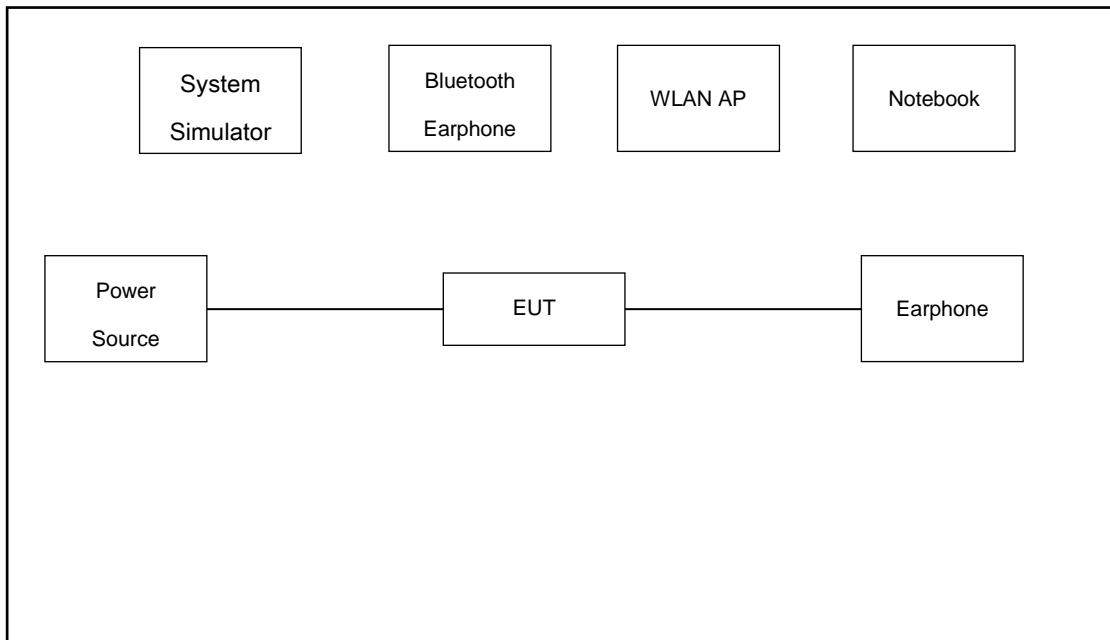 System
Simulator
Bluetooth
Earphone
WLAN AP
Notebook
Power
Source
EUT
Earphone